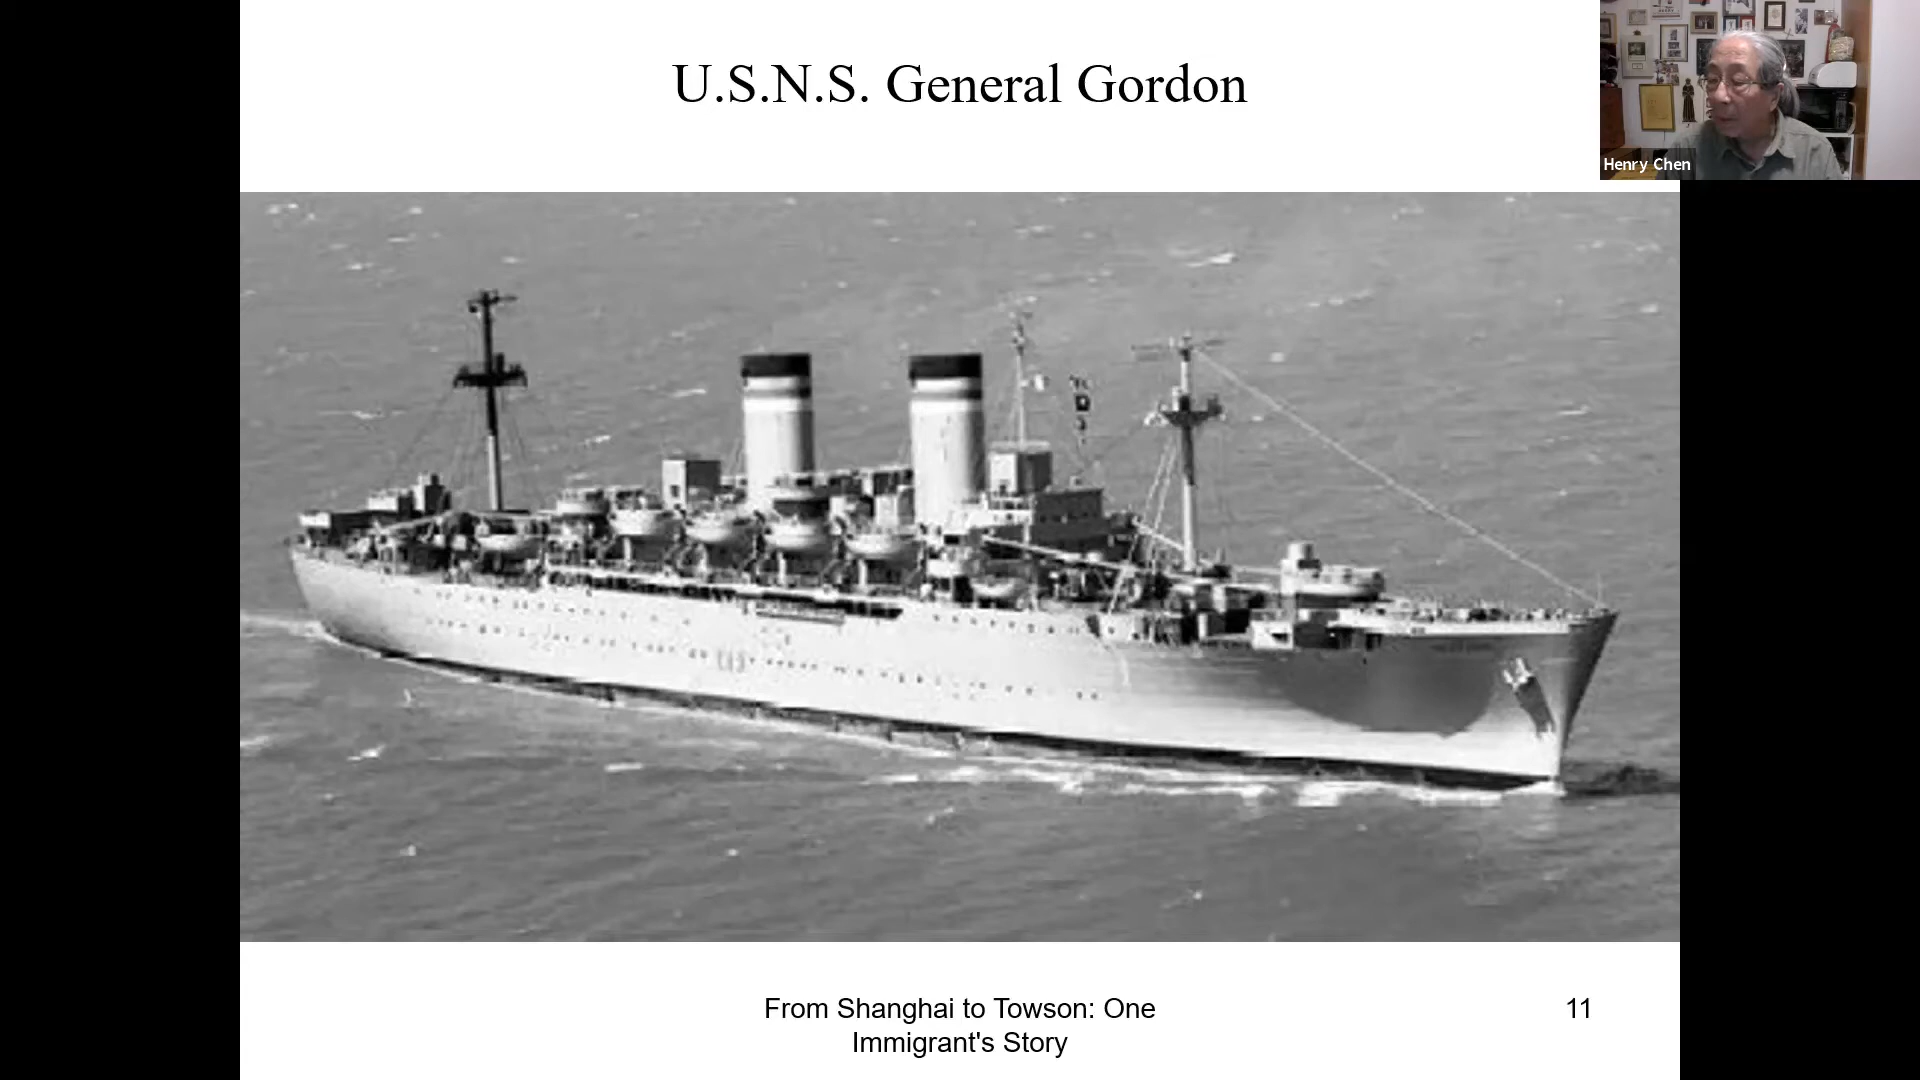 U.S.N.S. General Gordon
Henry Chen
From Shanghai to Towson: One
Immigrant's Story
11